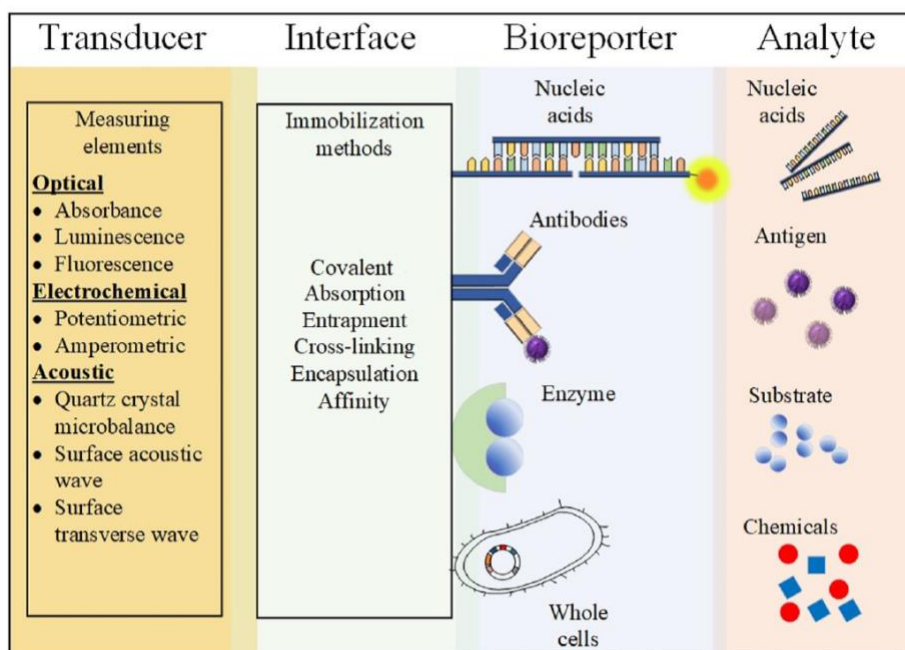 Transducer
Interface
Bioreporter
Analyte
Measuring
elements
Optical
• Absorbance
• Luminescence
• Fluorescence
Electrochemical
• Potentiometric
• Amperometric
Acoustic
• Quartz crystal
microbalance
• Surface acoustic
wave
• Surface
transverse wave
Immobilization
methods
Covalent
Absorption
Entrapment
Cross-linking
Encapsulation
Affinity
Nucleic
acids
Antibodies
Enzyme
Whole
cells
Nucleic
acids
Antigen
Substrate
Chemicals